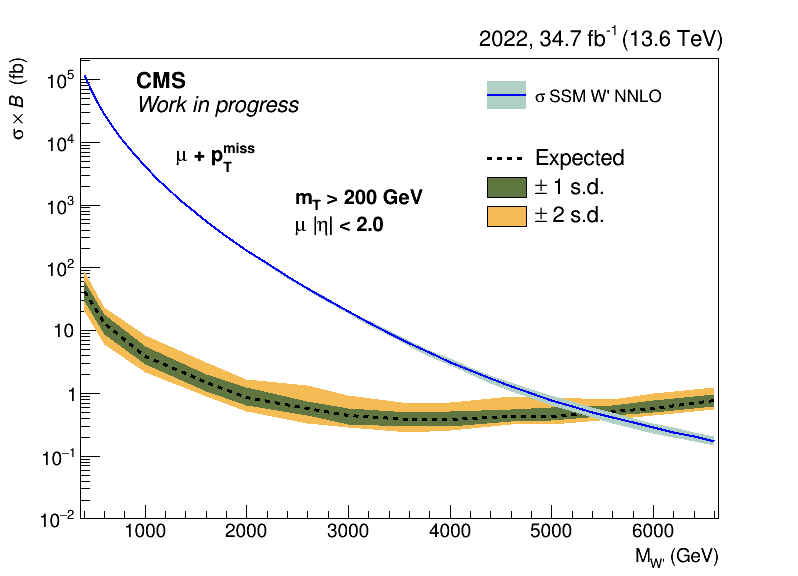 2022, 34.7 fb⁻¹ (13.6 TeV)
σ × B (fb)
CMS
Work in progress
μ + p_T^miss
m_T > 200 GeV
μ |η| < 2.0
σ SSM W' NNLO
Expected
± 1 s.d.
± 2 s.d.
10⁵
10⁴
10³
10²
10
1
10⁻¹
10⁻²
1000 2000 3000 4000 5000 6000
M_W' (GeV)